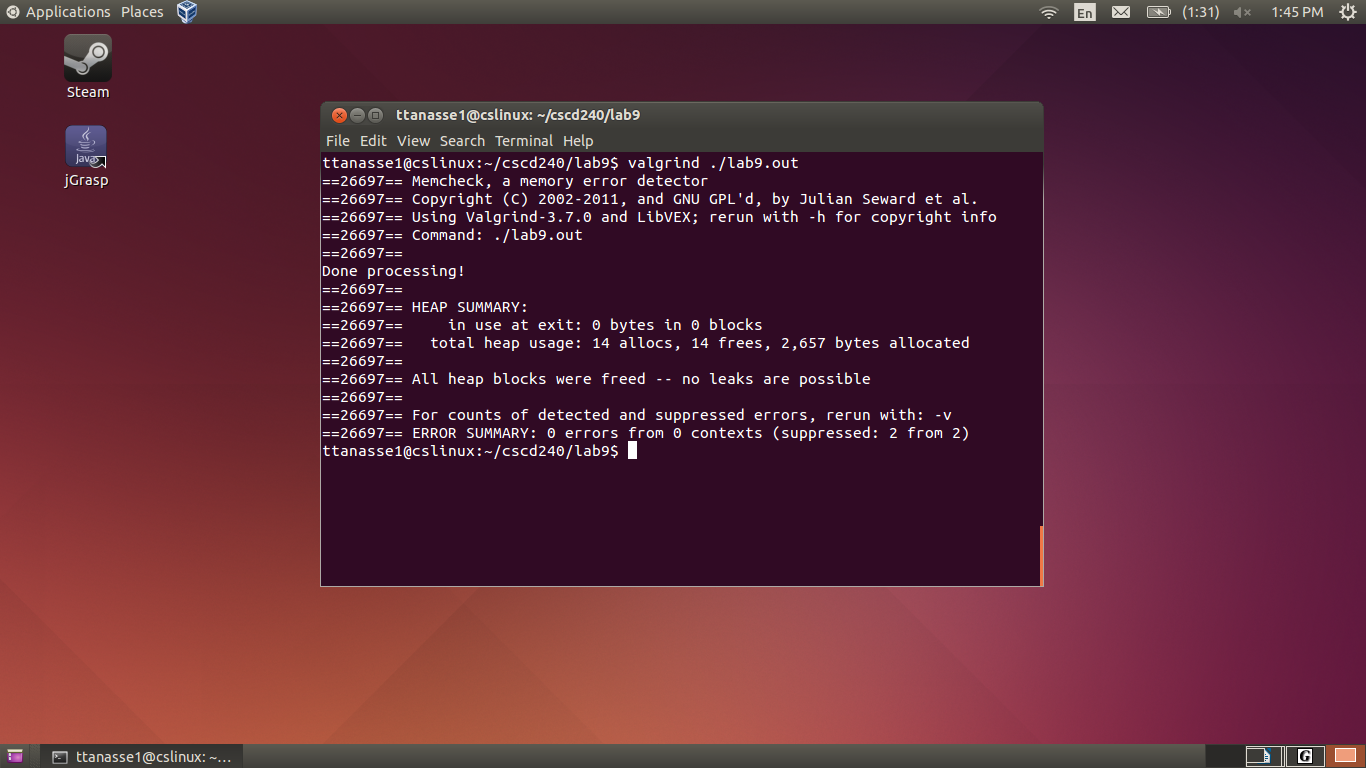 Applications Places En (1:31) 1:45 PM
Steam
Java
jGrasp
ttanasse1@cslinux: ~/cscd240/lab9
File Edit View Search Terminal Help
ttanasse1@cslinux:~/cscd240/lab9$ valgrind ./lab9.out
==26697== Memcheck, a memory error detector
==26697== Copyright (C) 2002-2011, and GNU GPL'd, by Julian Seward et al.
==26697== Using Valgrind-3.7.0 and LibVEX; rerun with -h for copyright info
==26697== Command: ./lab9.out
==26697==
Done processing!
==26697==
==26697== HEAP SUMMARY:
==26697==     in use at exit: 0 bytes in 0 blocks
==26697==   total heap usage: 14 allocs, 14 frees, 2,657 bytes allocated
==26697==
==26697== All heap blocks were freed -- no leaks are possible
==26697==
==26697== For counts of detected and suppressed errors, rerun with: -v
==26697== ERROR SUMMARY: 0 errors from 0 contexts (suppressed: 2 from 2)
ttanasse1@cslinux:~/cscd240/lab9$
ttanasse1@cslinux: ~... G